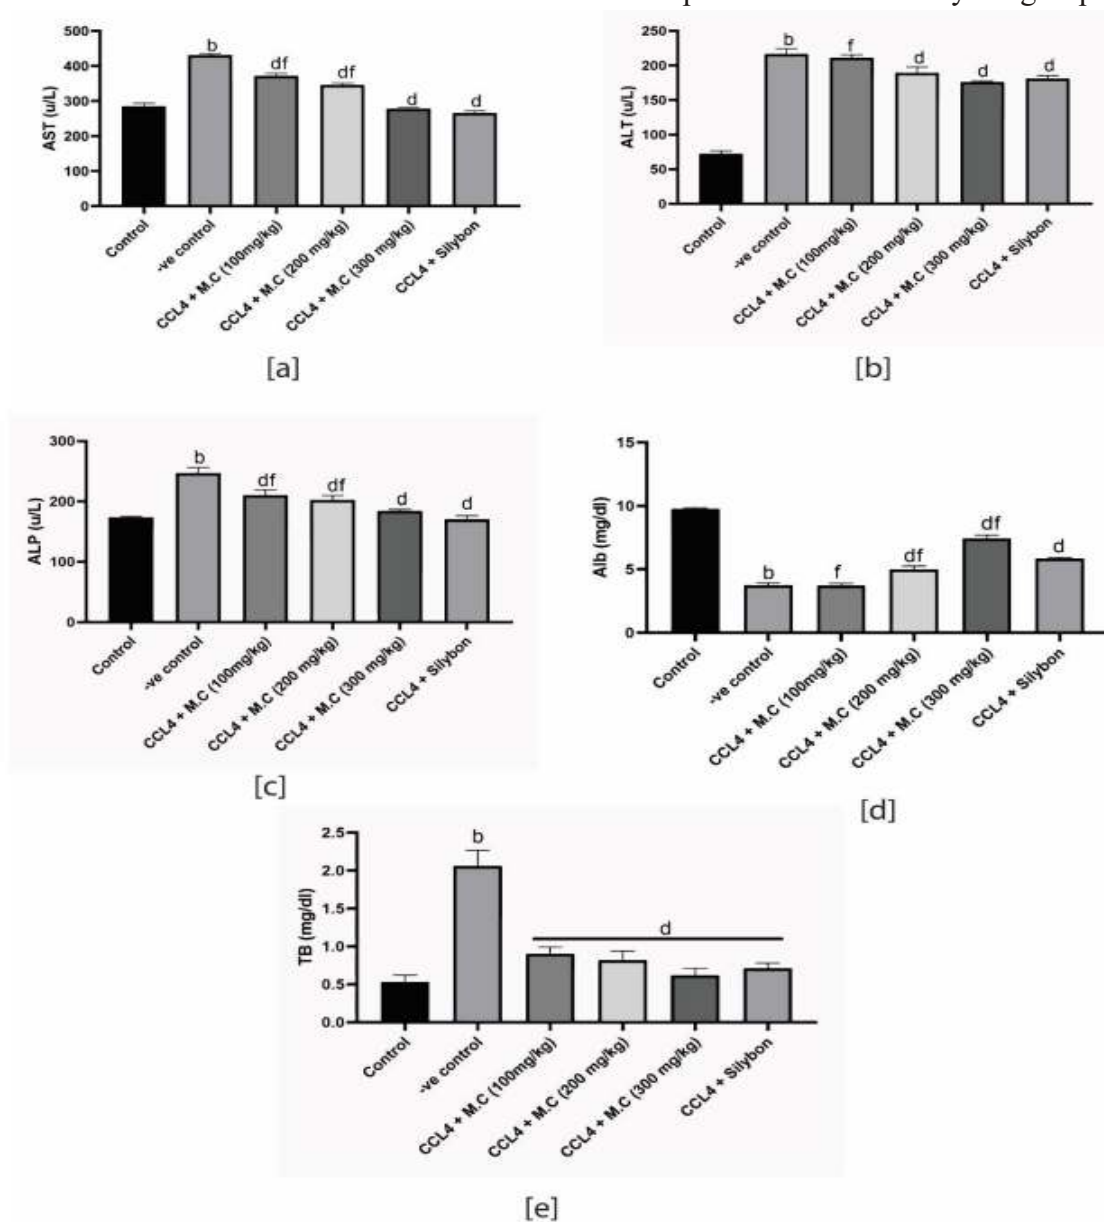 500
400
300
200
100
0
AST (u/L)
b
df
df
d
d
Control
-ve control
CCL4 + M.C (100mg/kg)
CCL4 + M.C (200 mg/kg)
CCL4 + M.C (300 mg/kg)
CCL4 + Silybon
[a]
250
200
150
100
50
0
ALT (u/L)
b
f
d
d
d
Control
-ve control
CCL4 + M.C (100mg/kg)
CCL4 + M.C (200 mg/kg)
CCL4 + M.C (300 mg/kg)
CCL4 + Silybon
[b]
300
200
100
0
ALP (u/L)
b
df
df
d
d
Control
-ve control
CCL4 + M.C (100mg/kg)
CCL4 + M.C (200 mg/kg)
CCL4 + M.C (300 mg/kg)
CCL4 + Silybon
[c]
15
10
5
0
Alb (mg/dl)
b
f
df
df
d
Control
-ve control
CCL4 + M.C (100mg/kg)
CCL4 + M.C (200 mg/kg)
CCL4 + M.C (300 mg/kg)
CCL4 + Silybon
[d]
2.5
2.0
1.5
1.0
0.5
0.0
TB (mg/dl)
b
d
Control
-ve control
CCL4 + M.C (100mg/kg)
CCL4 + M.C (200 mg/kg)
CCL4 + M.C (300 mg/kg)
CCL4 + Silybon
[e]